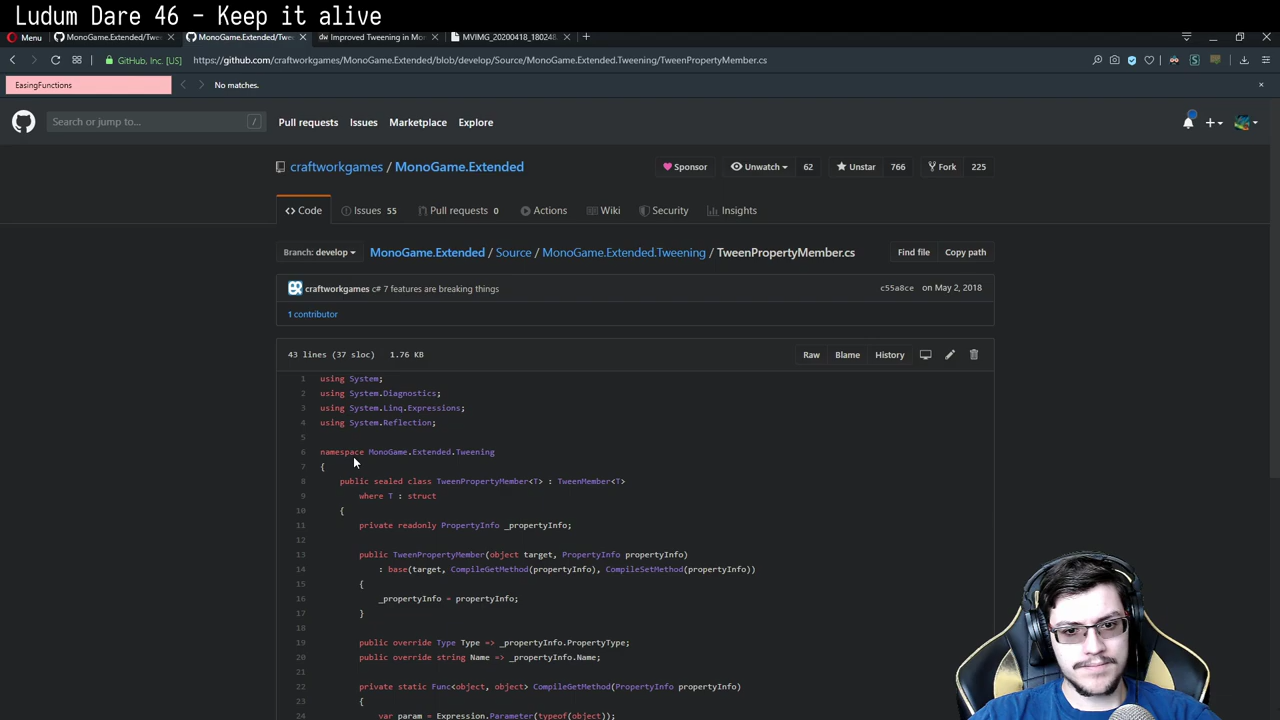 Ludum Dare 46 - Keep it alive
Menu MonoGame.Extended/Twee MonoGame.Extended/Twee Improved Tweening in Mon MVIMG_20200418_180248
GitHub, Inc. [US] https://github.com/craftworkgames/MonoGame.Extended/blob/develop/Source/MonoGame.Extended.Tweening/TweenPropertyMember.cs
EasingFunctions No matches.
Search or jump to... / Pull requests Issues Marketplace Explore
craftworkgames / MonoGame.Extended Sponsor Unwatch 62 Unstar 766 Fork 225
Code Issues 55 Pull requests 0 Actions Wiki Security Insights
Branch: develop MonoGame.Extended / Source / MonoGame.Extended.Tweening / TweenPropertyMember.cs Find file Copy path
craftworkgames c# 7 features are breaking things c55a8ce on May 2, 2018
1 contributor
43 lines (37 sloc) 1.76 KB Raw Blame History
1 using System;
2 using System.Diagnostics;
3 using System.Linq.Expressions;
4 using System.Reflection;
5
6 namespace MonoGame.Extended.Tweening
7 {
8 public sealed class TweenPropertyMember<T> : TweenMember<T>
9 where T : struct
10 {
11 private readonly PropertyInfo _propertyInfo;
12
13 public TweenPropertyMember(object target, PropertyInfo propertyInfo)
14 : base(target, CompileGetMethod(propertyInfo), CompileSetMethod(propertyInfo))
15 {
16 _propertyInfo = propertyInfo;
17 }
18
19 public override Type Type => _propertyInfo.PropertyType;
20 public override string Name => _propertyInfo.Name;
21
22 private static Func<object, object> CompileGetMethod(PropertyInfo propertyInfo)
23 {
24 var param = Expression.Parameter(typeof(object));